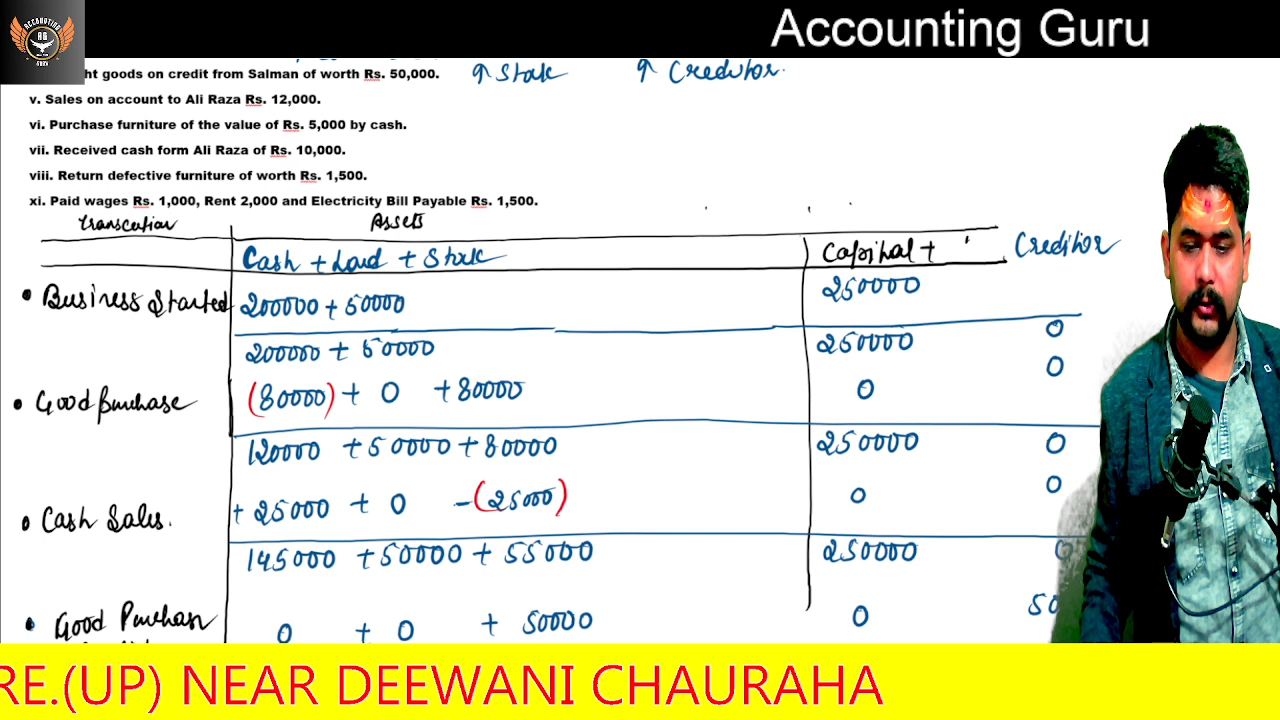 Accounting Guru
ACCOUNTING
AG
GURU
ht goods on credit from Salman of worth Rs. 50,000. ↑ Stock ↑ Creditor.
v. Sales on account to Ali Raza Rs. 12,000.
vi. Purchase furniture of the value of Rs. 5,000 by cash.
vii. Received cash form Ali Raza of Rs. 10,000.
viii. Return defective furniture of worth Rs. 1,500.
xi. Paid wages Rs. 1,000, Rent 2,000 and Electricity Bill Payable Rs. 1,500.
Transcation Assets
Cash + Land + Stock Capital + Creditor
• Business Started 200000 + 50000 250000
0
200000 + 50000 250000
0
• Good Purchase (80000) + 0 + 80000 0
120000 + 50000 + 80000 250000 0
0
• Cash Sales. + 25000 + 0 - (25000) 0
145000 + 50000 + 55000 250000 0
• Good Purchase 0 + 0 + 50000 0 50
RE.(UP) NEAR DEEWANI CHAURAHA